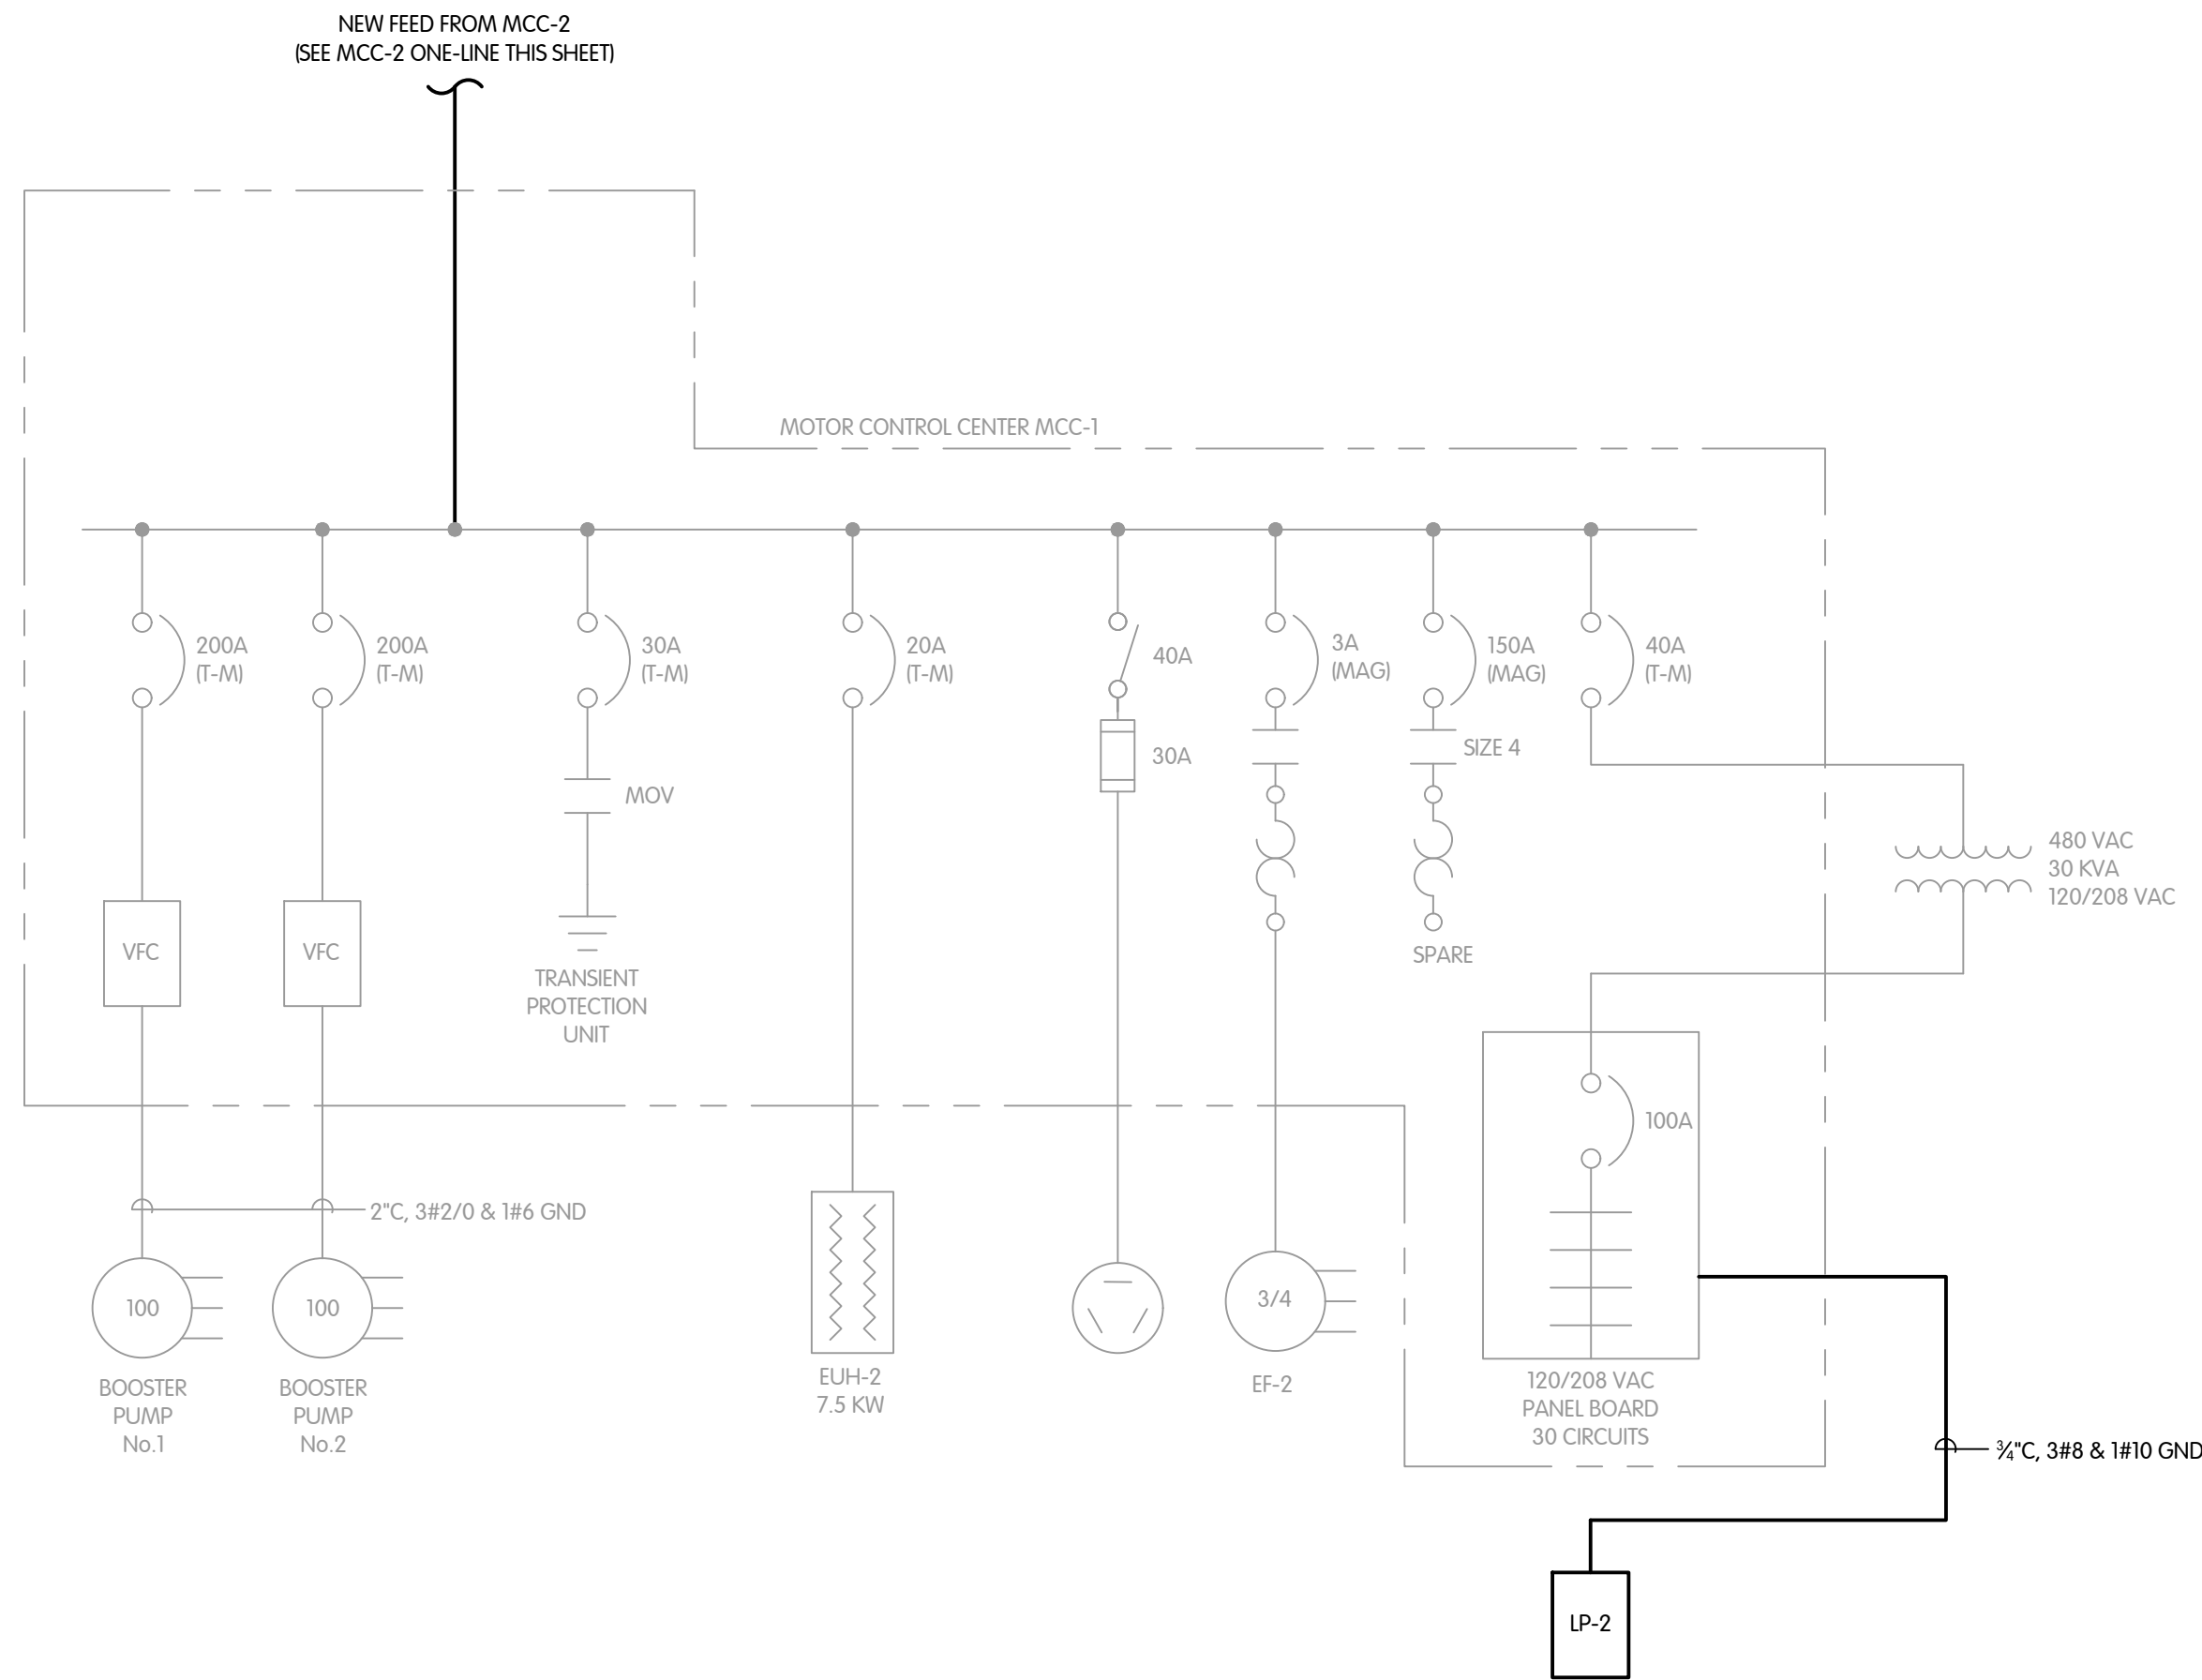 NEW FEED FROM MCC-2
(SEE MCC-2 ONE-LINE THIS SHEET)
MOTOR CONTROL CENTER MCC-1
200A
(T-M)
200A
(T-M)
30A
(T-M)
20A
(T-M)
40A
3A
(MAG)
150A
(MAG)
40A
(T-M)
30A
SIZE 4
MOV
480 VAC
30 KVA
120/208 VAC
VFC
VFC
SPARE
TRANSIENT
PROTECTION
UNIT
100A
2"C, 3#2/0 & 1#6 GND
100
100
3/4
BOOSTER
PUMP
No.1
BOOSTER
PUMP
No.2
EUH-2
7.5 KW
EF-2
120/208 VAC
PANEL BOARD
30 CIRCUITS
¾"C, 3#8 & 1#10 GND
LP-2